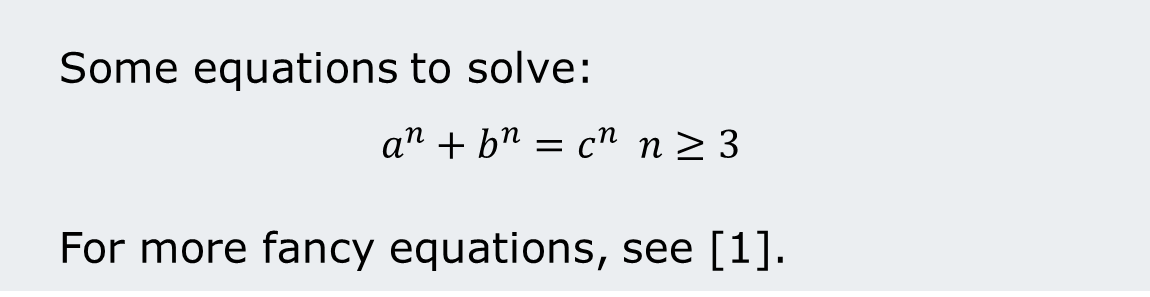 Some equations to solve:
aⁿ + bⁿ = cⁿ n ≥ 3
For more fancy equations, see [1].